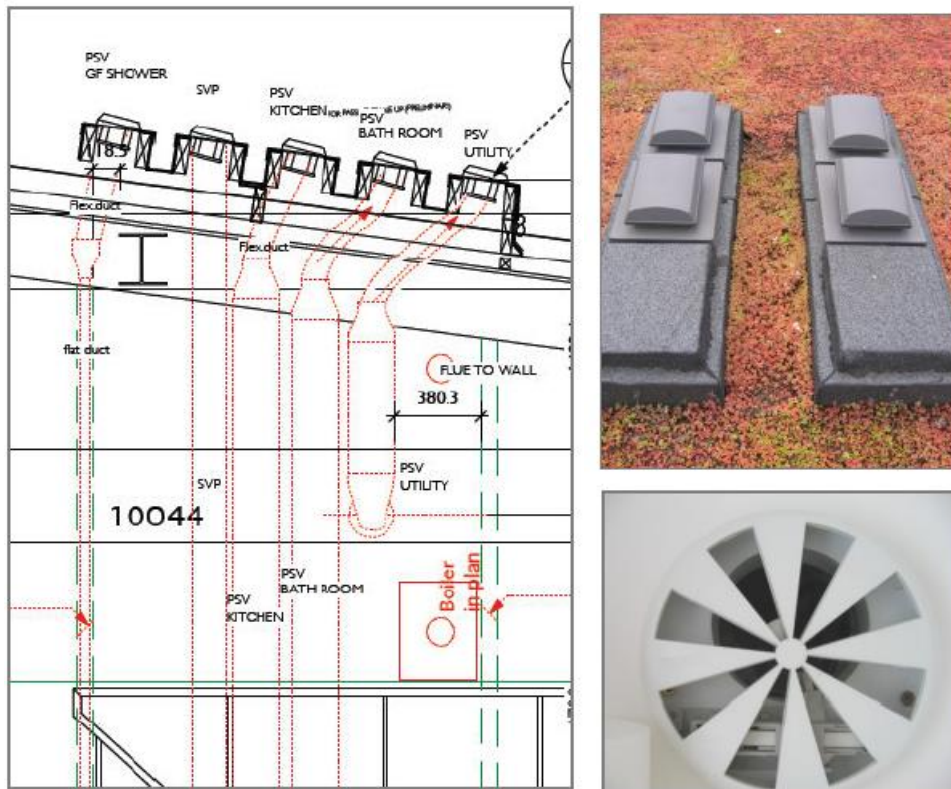 PSV
GF SHOWER
SVP
PSV
KITCHEN
PSV
BATH ROOM
PSV
UTILITY
18.5
Flex.duct
Flex.duct
flat duct
FLUE TO WALL
380.3
SVP
PSV
UTILITY
10044
PSV
BATH ROOM
PSV
KITCHEN
Boiler
in plan